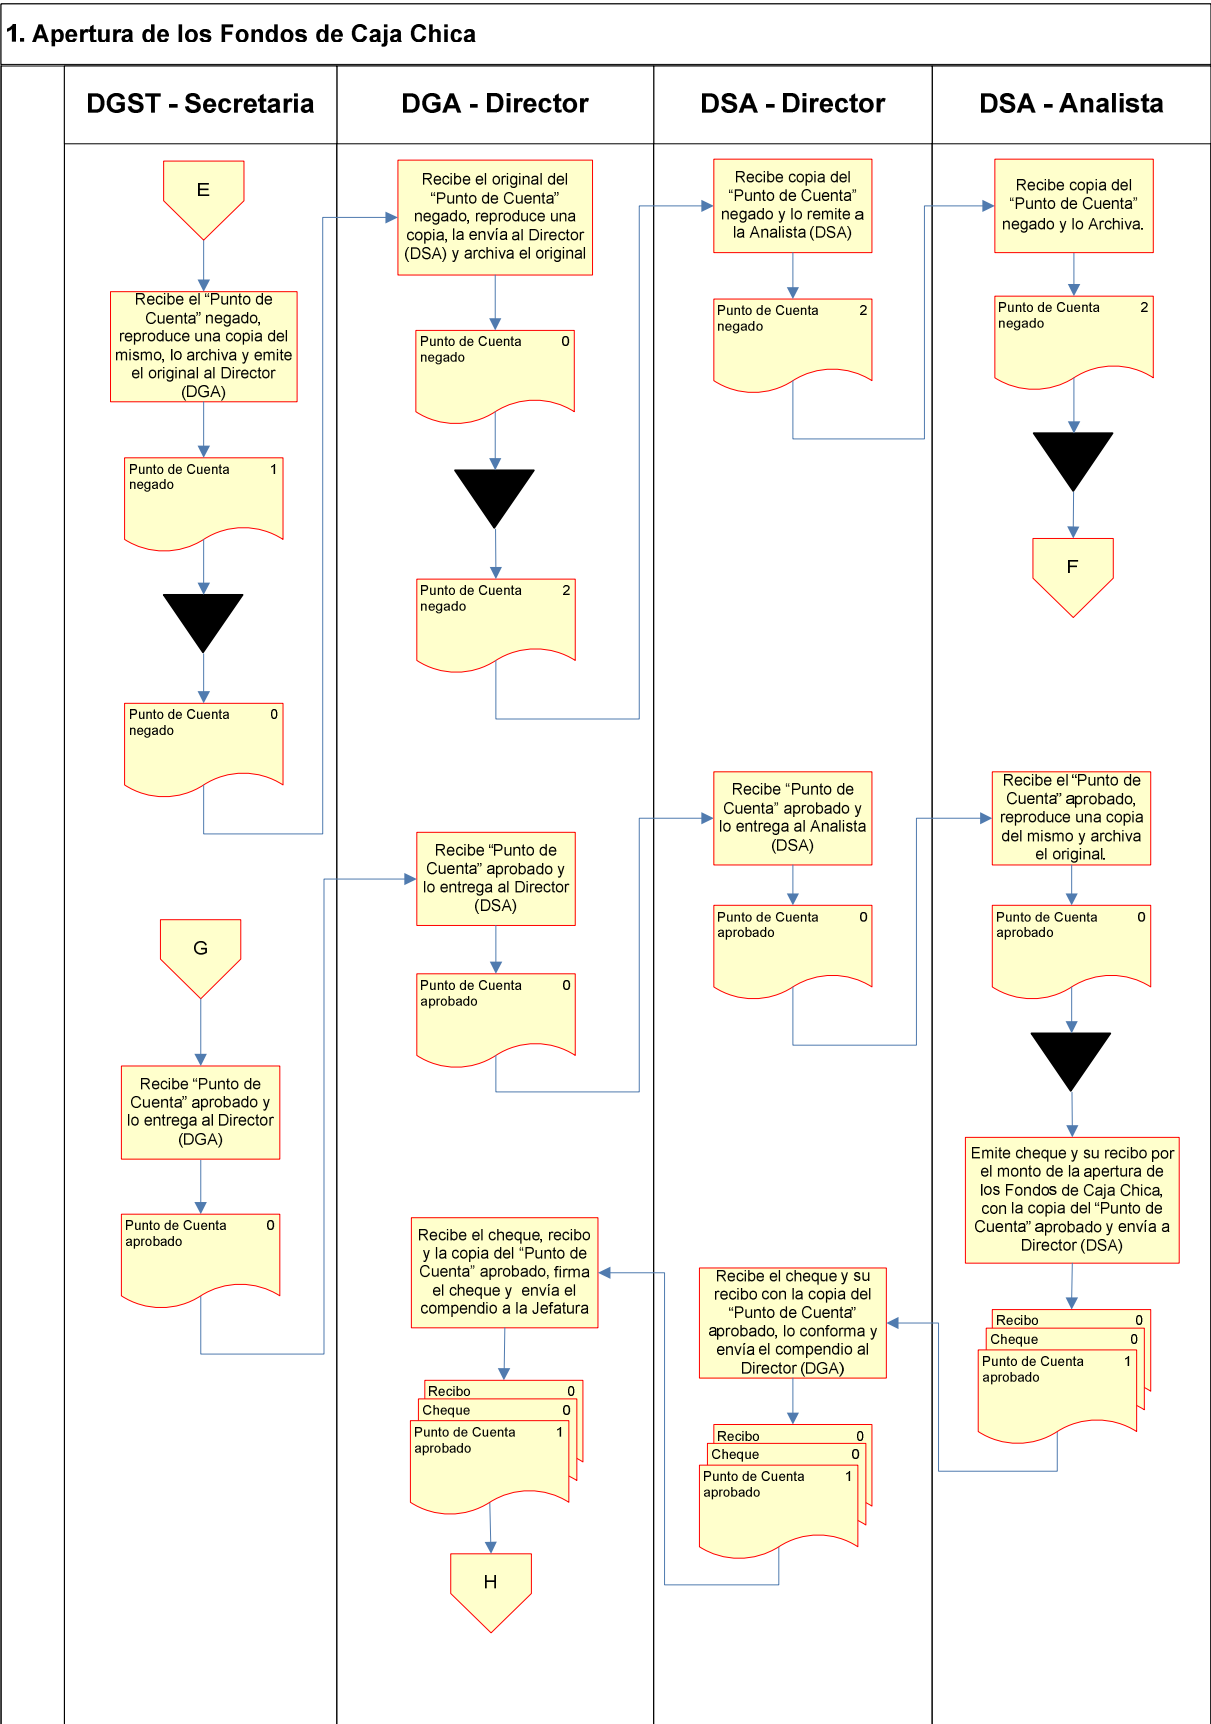 1. Apertura de los Fondos de Caja Chica
DGST - Secretaria
DGA - Director
DSA - Director
DSA - Analista
E
Recibe el “Punto de
Cuenta” negado,
reproduce una copia del
mismo, lo archiva y emite
el original al Director
(DGA)
Punto de Cuenta 1
negado
Punto de Cuenta 0
negado
Recibe el original del
“Punto de Cuenta”
negado, reproduce una
copia, la envía al Director
(DSA) y archiva el original
Punto de Cuenta 0
negado
Punto de Cuenta 2
negado
Recibe copia del
“Punto de Cuenta”
negado y lo remite a
la Analista (DSA)
Punto de Cuenta 2
negado
Recibe copia del
“Punto de Cuenta”
negado y lo Archiva.
Punto de Cuenta 2
negado
F
G
Recibe “Punto de
Cuenta” aprobado y
lo entrega al Director
(DGA)
Punto de Cuenta 0
aprobado
Recibe “Punto de
Cuenta” aprobado y
lo entrega al Director
(DSA)
Punto de Cuenta 0
aprobado
Recibe “Punto de
Cuenta” aprobado y
lo entrega al Analista
(DSA)
Punto de Cuenta 0
aprobado
Recibe el “Punto de
Cuenta” aprobado,
reproduce una copia
del mismo y archiva
el original.
Punto de Cuenta 0
aprobado
Emite cheque y su recibo por
el monto de la apertura de
los Fondos de Caja Chica,
con la copia del “Punto de
Cuenta” aprobado y envía a
Director (DSA)
Recibo 0
Cheque 0
Punto de Cuenta 1
aprobado
Recibe el cheque y su
recibo con la copia del
“Punto de Cuenta”
aprobado, lo conforma y
envía el compendio al
Director (DGA)
Recibo 0
Cheque 0
Punto de Cuenta 1
aprobado
Recibe el cheque, recibo
y la copia del “Punto de
Cuenta” aprobado, firma
el cheque y envía el
compendio a la Jefatura
Recibo 0
Cheque 0
Punto de Cuenta 1
aprobado
H